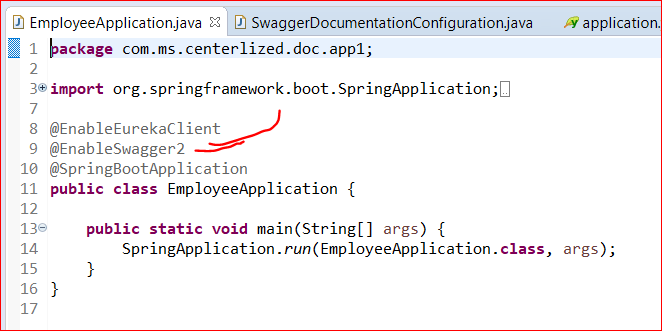 EmployeeApplication.java SwaggerDocumentationConfiguration.java application.
1 package com.ms.centerlized.doc.app1;
2
3 import org.springframework.boot.SpringApplication;
7
8 @EnableEurekaClient
9 @EnableSwagger2
10 @SpringBootApplication
11 public class EmployeeApplication {
12
13 public static void main(String[] args) {
14 SpringApplication.run(EmployeeApplication.class, args);
15 }
16 }
17